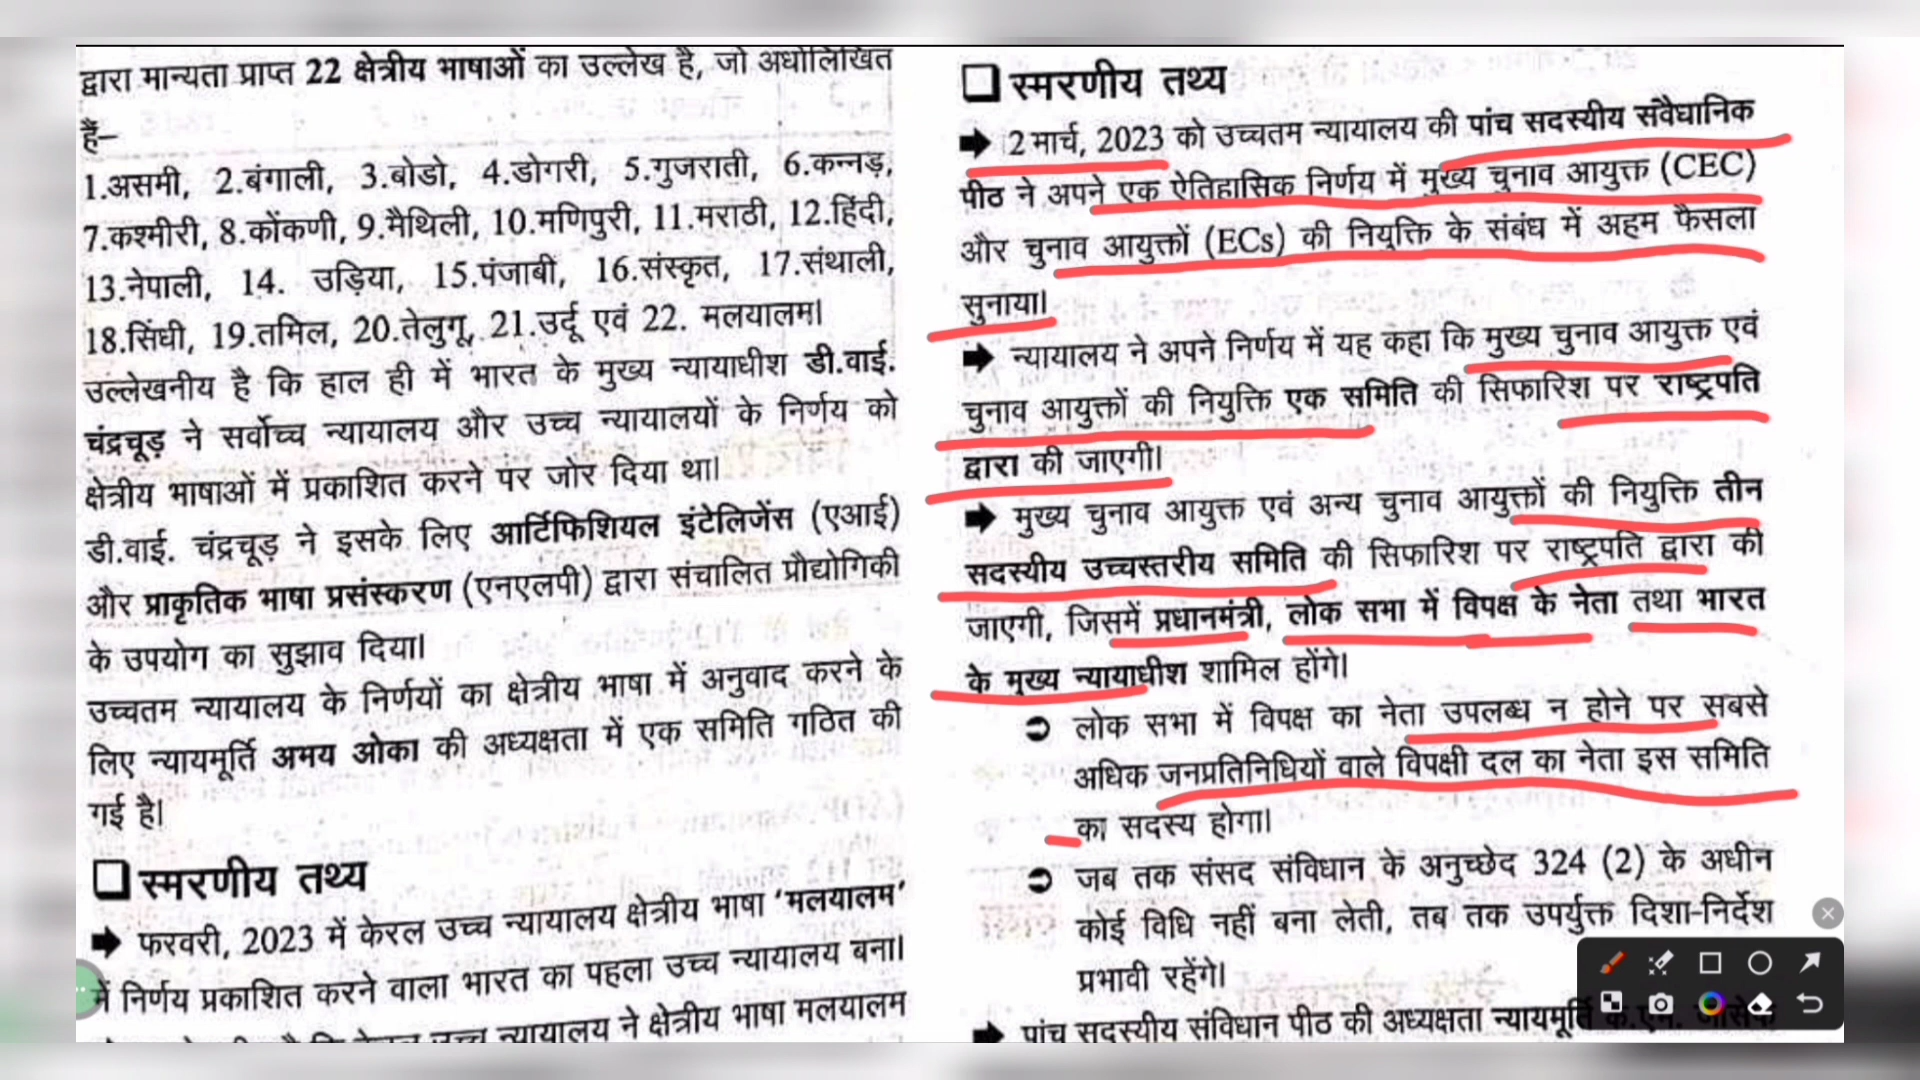 द्वारा मान्यता प्राप्त 22 क्षेत्रीय भाषाओं का उल्लेख है, जो अधोलिखित
हैं–
1.असमी, 2.बंगाली, 3.बोडो, 4.डोगरी, 5.गुजराती, 6.कन्नड़,
7.कश्मीरी, 8.कोंकणी, 9.मैथिली, 10.मणिपुरी, 11.मराठी, 12.हिंदी,
13.नेपाली, 14. उड़िया, 15.पंजाबी, 16.संस्कृत, 17.संथाली,
18.सिंधी, 19.तमिल, 20.तेलुगू, 21.उर्दू एवं 22. मलयालम।
उल्लेखनीय है कि हाल ही में भारत के मुख्य न्यायाधीश डी.वाई.
चंद्रचूड़ ने सर्वोच्च न्यायालय और उच्च न्यायालयों के निर्णय को
क्षेत्रीय भाषाओं में प्रकाशित करने पर जोर दिया था।
डी.वाई. चंद्रचूड़ ने इसके लिए आर्टिफिशियल इंटेलिजेंस (एआई)
और प्राकृतिक भाषा प्रसंस्करण (एनएलपी) द्वारा संचालित प्रौद्योगिकी
के उपयोग का सुझाव दिया।
उच्चतम न्यायालय के निर्णयों का क्षेत्रीय भाषा में अनुवाद करने के
लिए न्यायमूर्ति अभय ओका की अध्यक्षता में एक समिति गठित की
गई है।
❑ स्मरणीय तथ्य
➡ फरवरी, 2023 में केरल उच्च न्यायालय क्षेत्रीय भाषा 'मलयालम'
में निर्णय प्रकाशित करने वाला भारत का पहला उच्च न्यायालय बना।
केरल उच्च न्यायालय ने क्षेत्रीय भाषा मलयालम
❑ स्मरणीय तथ्य
➡ 2 मार्च, 2023 को उच्चतम न्यायालय की पांच सदस्यीय संवैधानिक
पीठ ने अपने एक ऐतिहासिक निर्णय में मुख्य चुनाव आयुक्त (CEC)
और चुनाव आयुक्तों (ECs) की नियुक्ति के संबंध में अहम फैसला
सुनाया।
➡ न्यायालय ने अपने निर्णय में यह कहा कि मुख्य चुनाव आयुक्त एवं
चुनाव आयुक्तों की नियुक्ति एक समिति की सिफारिश पर राष्ट्रपति
द्वारा की जाएगी।
➡ मुख्य चुनाव आयुक्त एवं अन्य चुनाव आयुक्तों की नियुक्ति तीन
सदस्यीय उच्चस्तरीय समिति की सिफारिश पर राष्ट्रपति द्वारा की
जाएगी, जिसमें प्रधानमंत्री, लोक सभा में विपक्ष के नेता तथा भारत
के मुख्य न्यायाधीश शामिल होंगे।
➲ लोक सभा में विपक्ष का नेता उपलब्ध न होने पर सबसे
अधिक जनप्रतिनिधियों वाले विपक्षी दल का नेता इस समिति
का सदस्य होगा।
➲ जब तक संसद संविधान के अनुच्छेद 324 (2) के अधीन
कोई विधि नहीं बना लेती, तब तक उपर्युक्त दिशा-निर्देश
प्रभावी रहेंगे।
➡ पांच सदस्यीय संविधान पीठ की अध्यक्षता न्यायमूर्ति